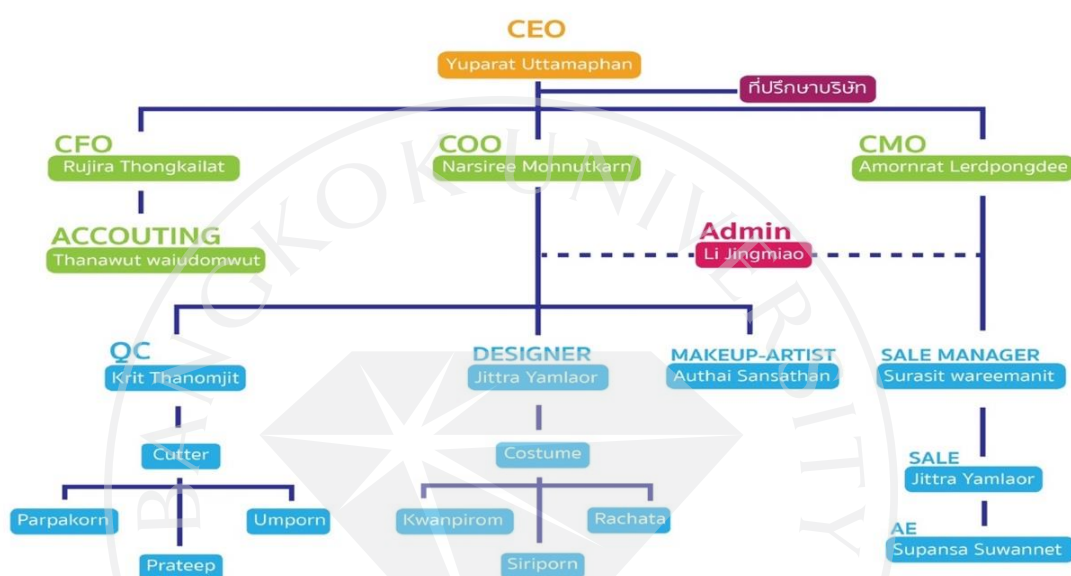 CEO
Yuparat Uttamaphan
ที่ปรึกษาบริษัท
CFO
Rujira Thongkailat
COO
Narsiree Monnutkarn
CMO
Amornrat Lerdpongdee
ACCOUTING
Thanawut waiudomwut
Admin
Li Jingmiao
QC
Krit Thanomjit
DESIGNER
Jittra Yamlaor
MAKEUP-ARTIST
Authai Sansathan
SALE MANAGER
Surasit wareemanit
Cutter
Costume
SALE
Jittra Yamlaor
Parpakorn
Umporn
Kwanpirom
Rachata
Prateep
Siriporn
AE
Supansa Suwannet
BANGKOK UNIVERSITY